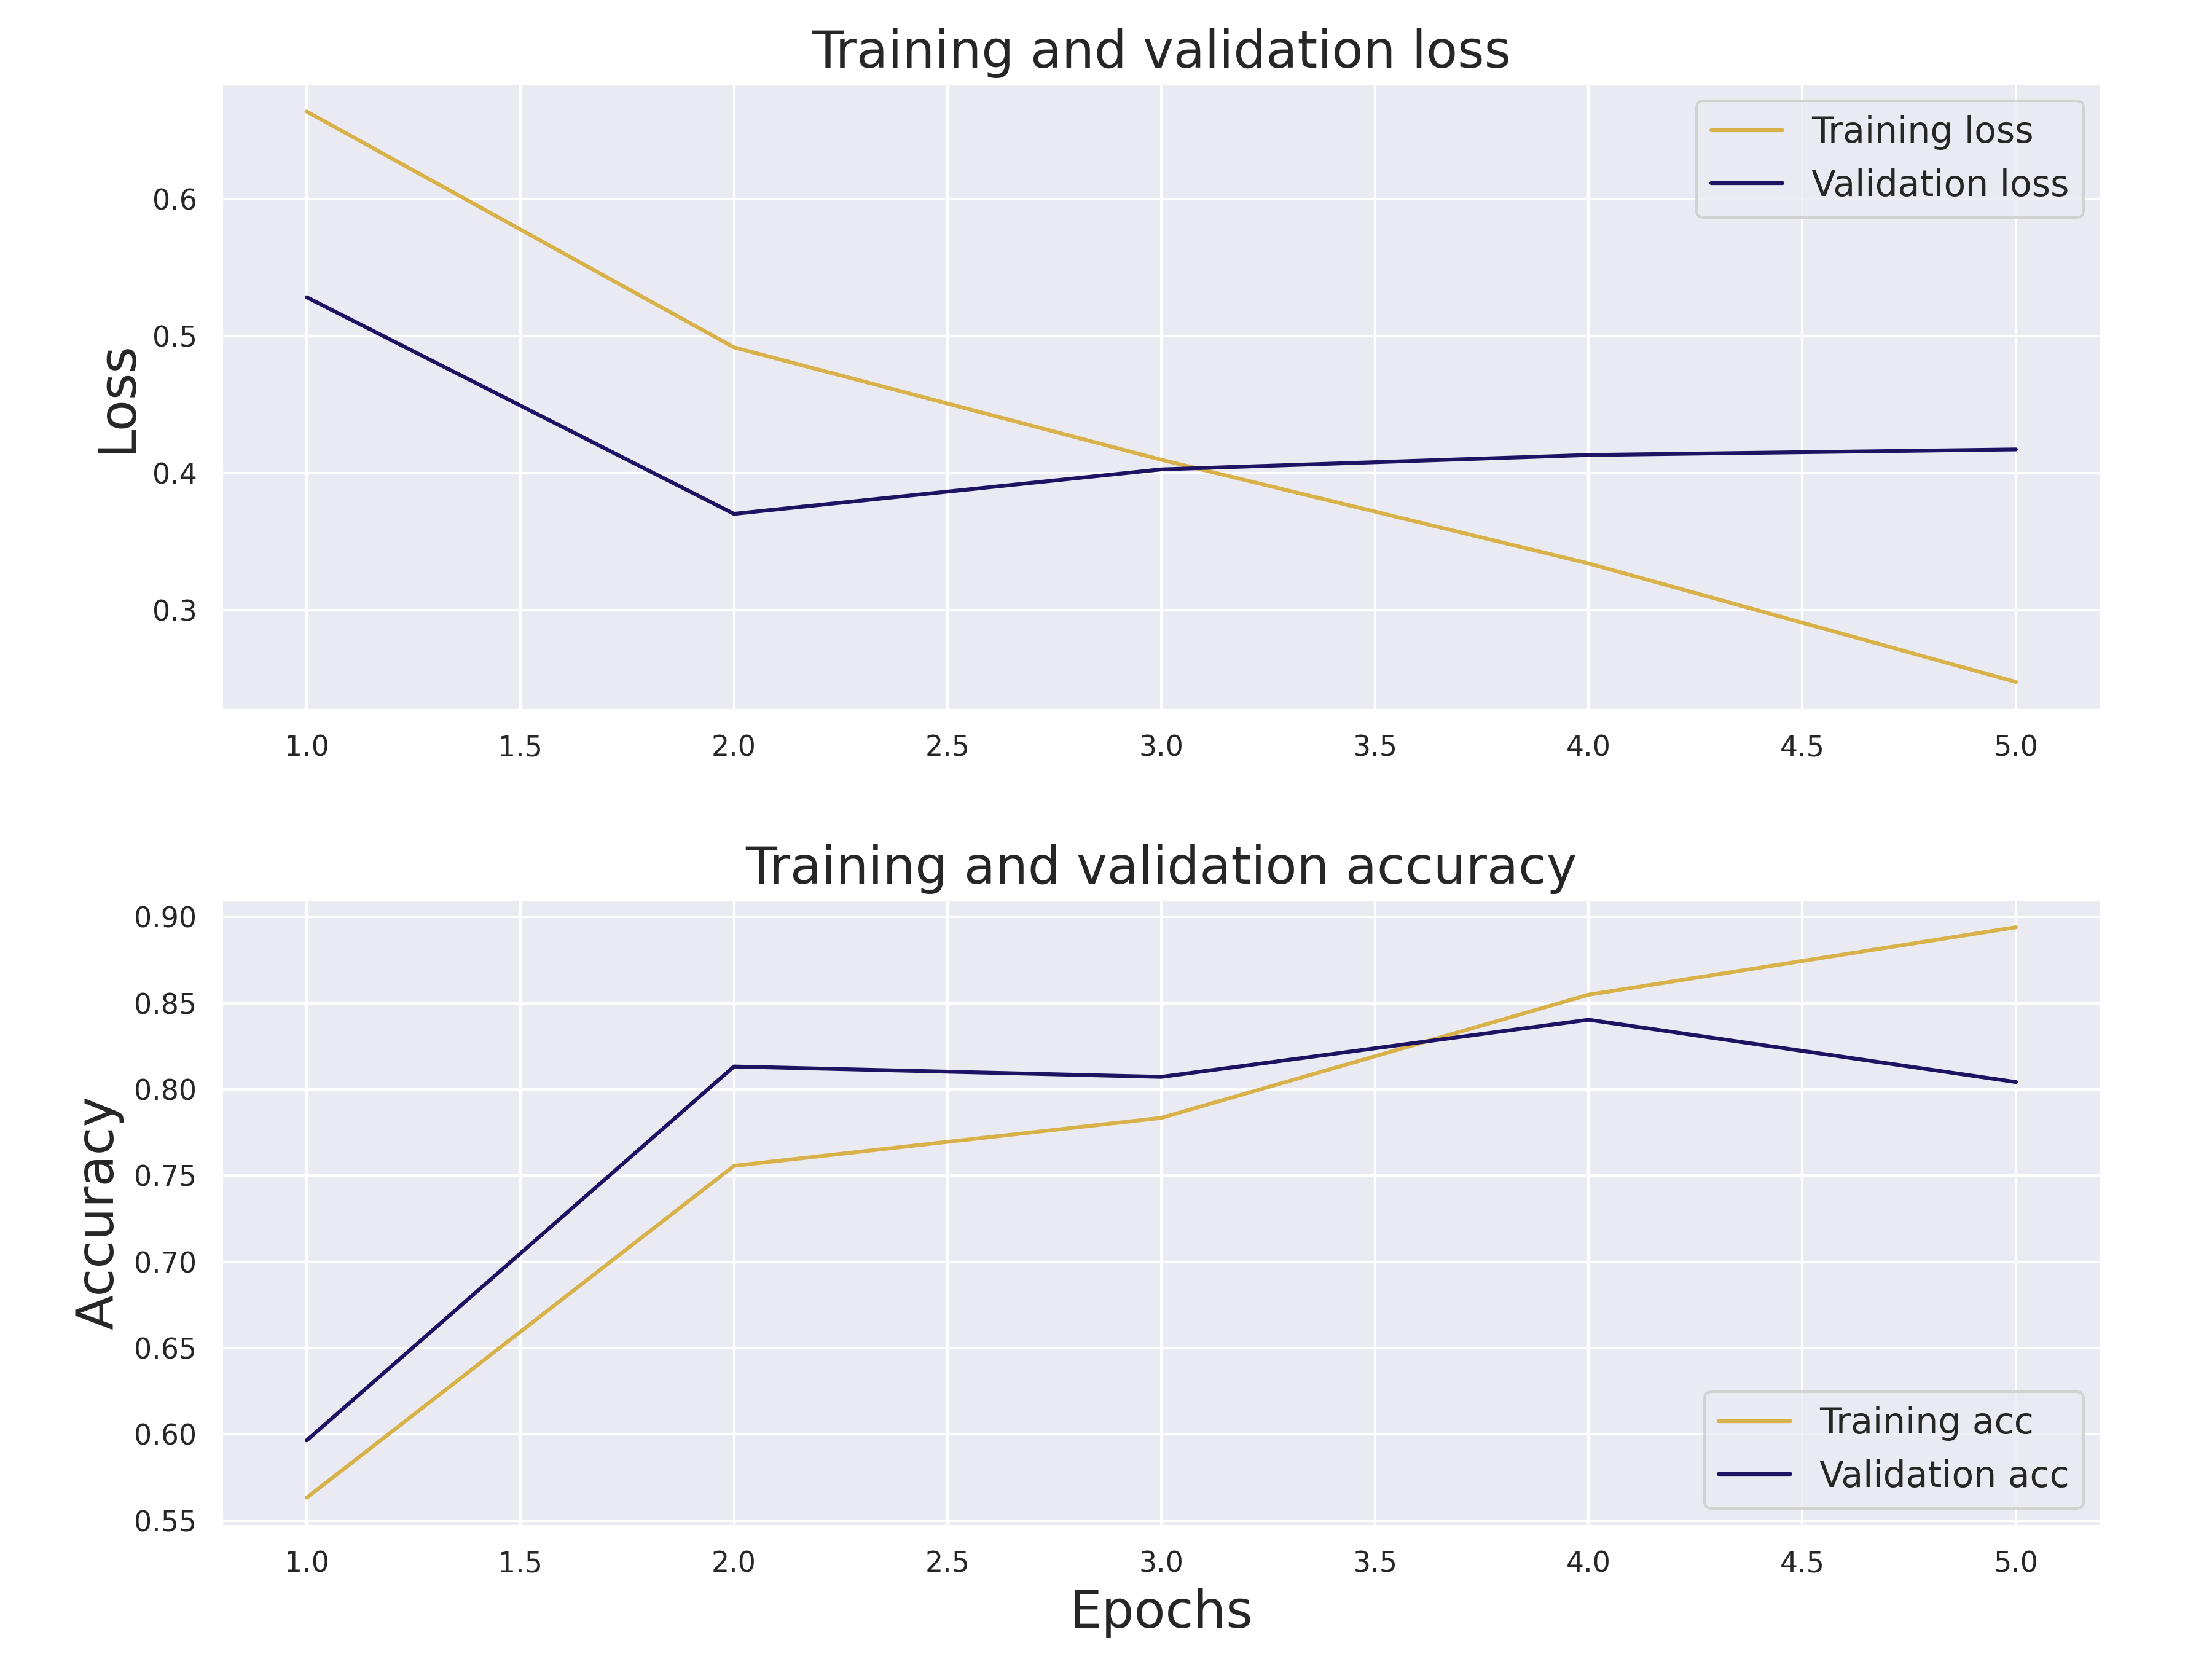 Training and validation loss
Training loss
Validation loss
Loss
0.6
0.5
0.4
0.3
1.0 1.5 2.0 2.5 3.0 3.5 4.0 4.5 5.0
Training and validation accuracy
Accuracy
0.90
0.85
0.80
0.75
0.70
0.65
0.60
0.55
Training acc
Validation acc
1.0 1.5 2.0 2.5 3.0 3.5 4.0 4.5 5.0
Epochs